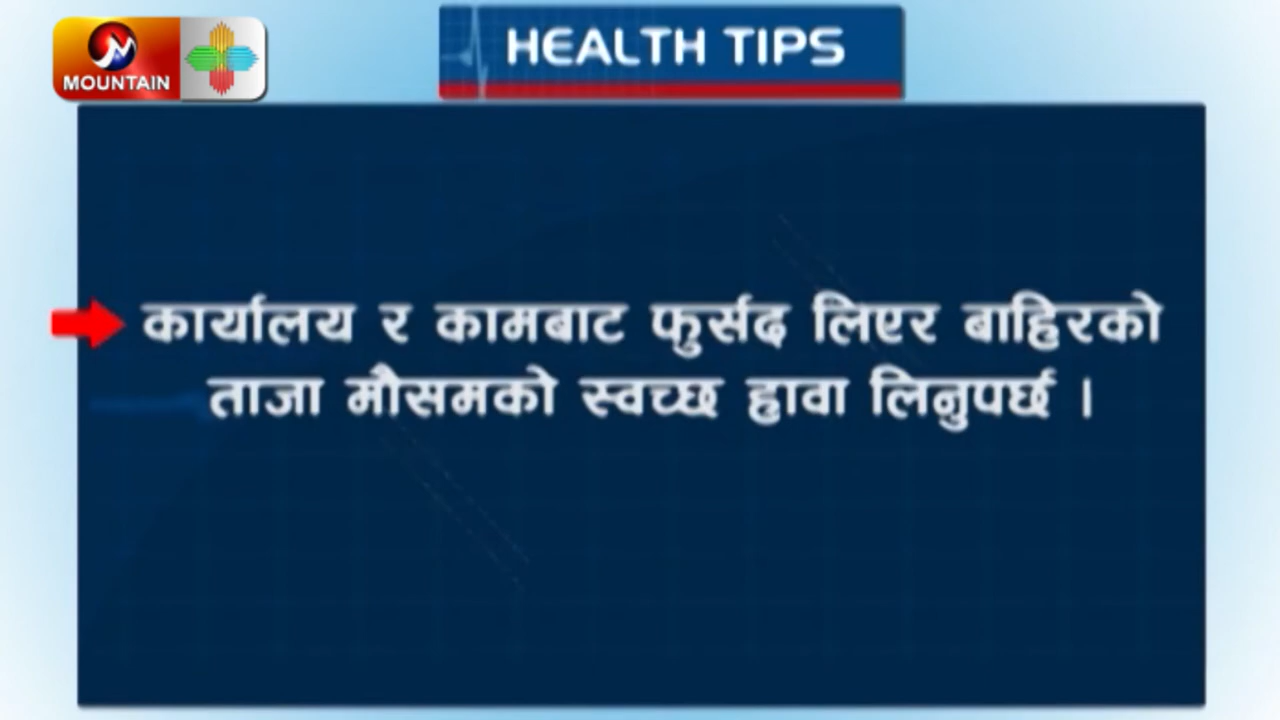 MOUNTAIN
HEALTH TIPS
कार्यालय र कामबाट फुर्सद लिएर बाहिरको
ताजा मौसमको स्वच्छ हावा लिनुपर्छ ।